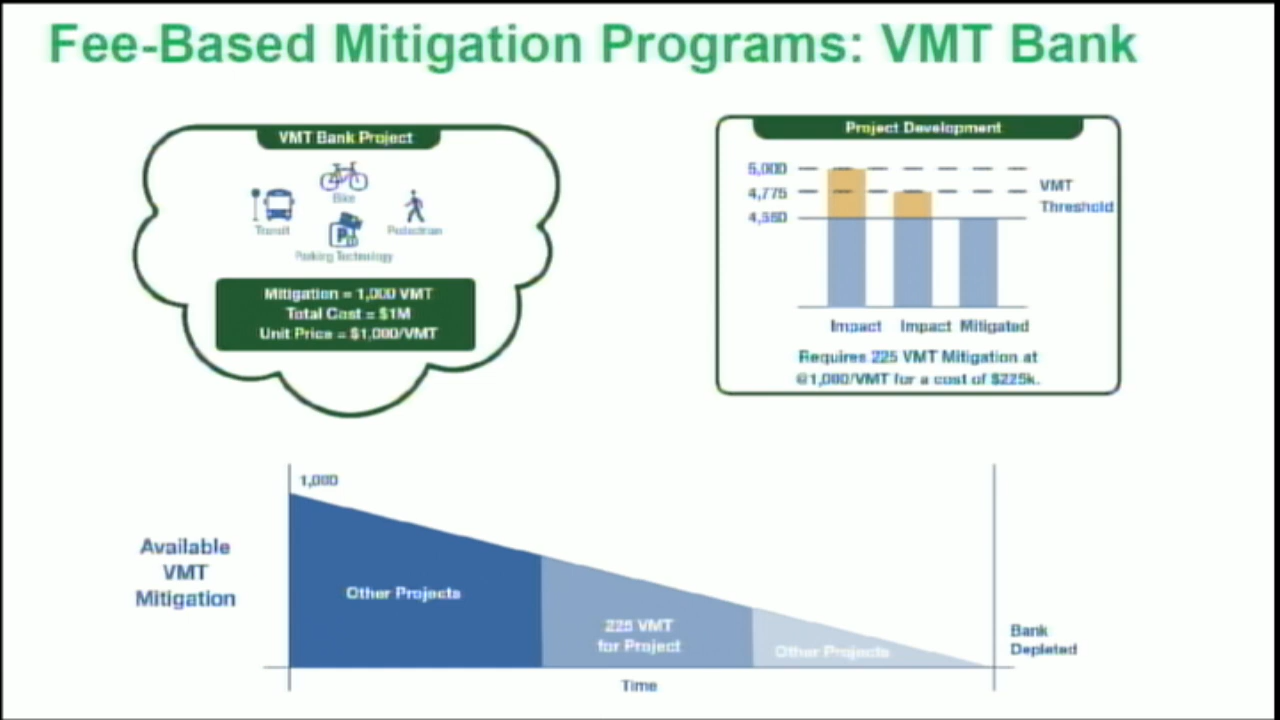 Fee-Based Mitigation Programs: VMT Bank
VMT Bank Project
Bike
Transit
Pedestrian
Parking Technology
Mitigation = 1,000 VMT
Total Cost = $1M
Unit Price = $1,000/VMT
Project Development
5,000
4,775
4,550
VMT
Threshold
Impact Impact Mitigated
Requires 225 VMT Mitigation at
@1,000/VMT for a cost of $225k.
1,000
Available
VMT
Mitigation
Other Projects
225 VMT
for Project
Other Projects
Bank
Depleted
Time